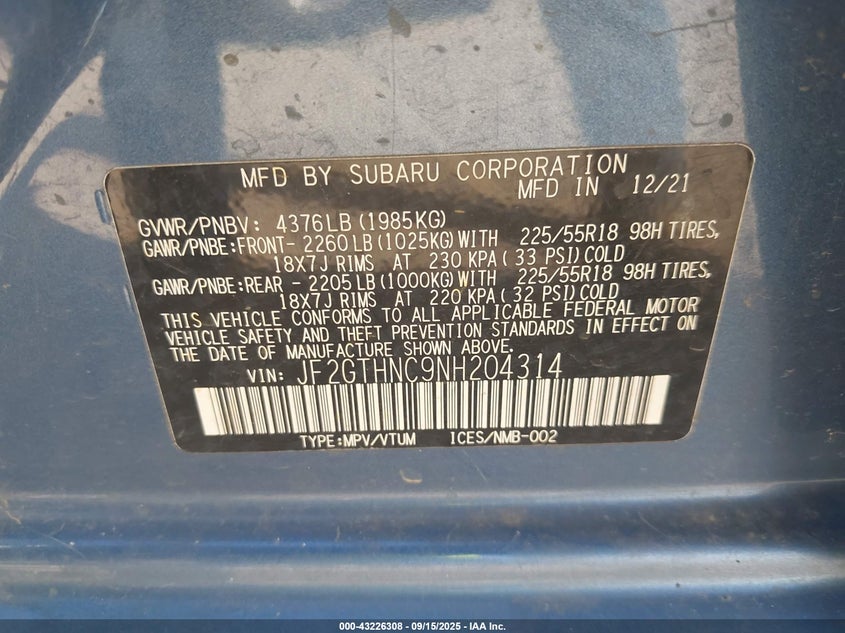 MFD BY SUBARU CORPORATION
MFD IN 12/21
GVWR/PNBV: 4376LB(1985KG)
GAWR/PNBE:FRONT- 2260LB(1025KG)WITH 225/55R18 98H TIRES,
18X7J RIMS AT 230 KPA( 33 PSI)COLD
GAWR/PNBE:REAR - 2205LB(1000KG)WITH 225/55R18 98H TIRES,
18X7J RIMS AT 220 KPA( 32 PSI)COLD
THIS VEHICLE CONFORMS TO ALL APPLICABLE FEDERAL MOTOR
VEHICLE SAFETY AND THEFT PREVENTION STANDARDS IN EFFECT ON
THE DATE OF MANUFACTURE SHOWN ABOVE.
VIN: JF2GTHNC9NH204314
TYPE:MPV/VTUM ICES/NMB-002
000-43226308 - 09/15/2025 - IAA Inc.